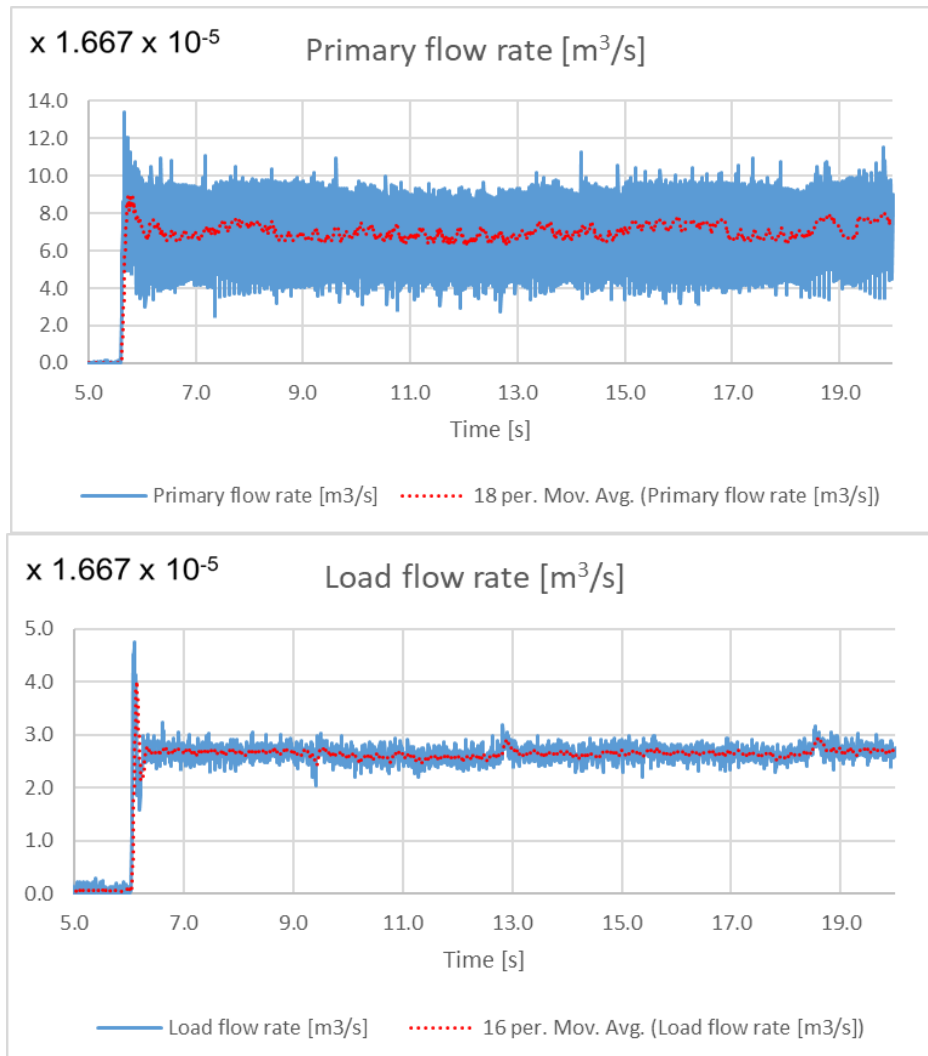 x 1.667 x 10-5
Primary flow rate [m3/s]
14.0
12.0
10.0
8.0
6.0
4.0
2.0
0.0
5.0 7.0 9.0 11.0 13.0 15.0 17.0 19.0
Time [s]
Primary flow rate [m3/s] 18 per. Mov. Avg. (Primary flow rate [m3/s])
x 1.667 x 10-5
Load flow rate [m3/s]
5.0
4.0
3.0
2.0
1.0
0.0
5.0 7.0 9.0 11.0 13.0 15.0 17.0 19.0
Time [s]
Load flow rate [m3/s] 16 per. Mov. Avg. (Load flow rate [m3/s])